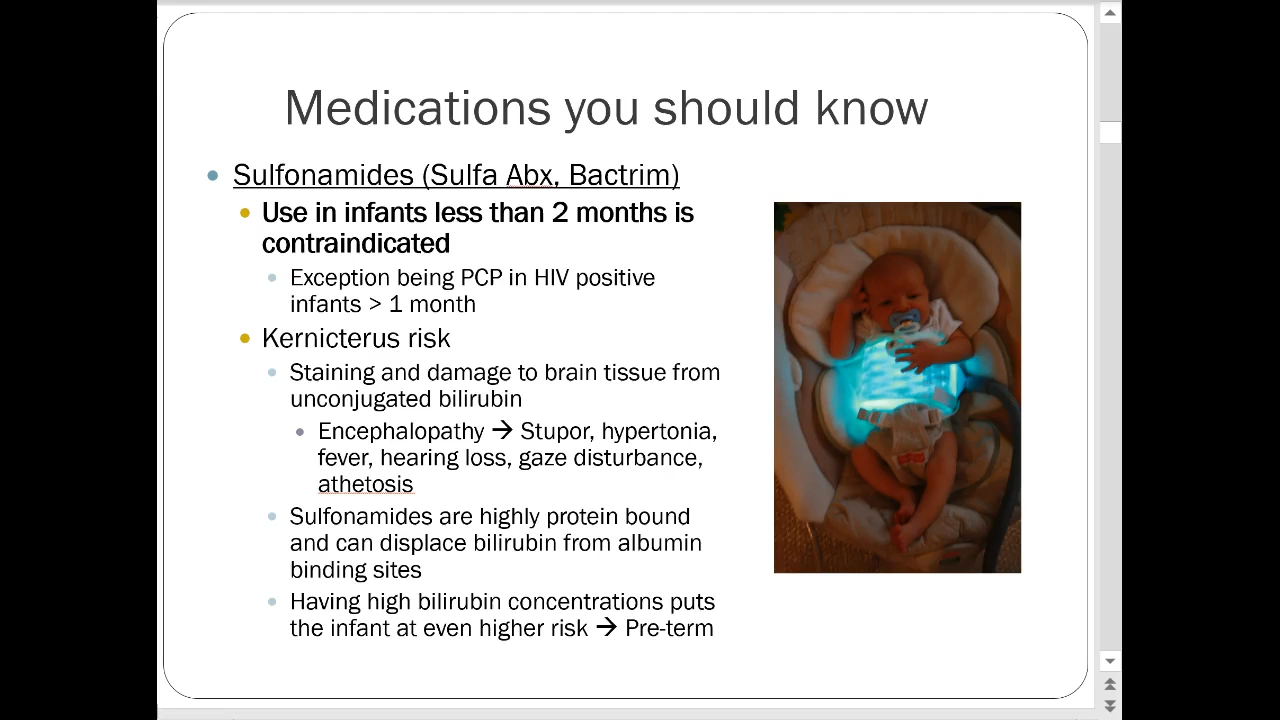 Medications you should know
Sulfonamides (Sulfa Abx, Bactrim)
Use in infants less than 2 months is
contraindicated
Exception being PCP in HIV positive
infants > 1 month
Kernicterus risk
Staining and damage to brain tissue from
unconjugated bilirubin
Encephalopathy → Stupor, hypertonia,
fever, hearing loss, gaze disturbance,
athetosis
Sulfonamides are highly protein bound
and can displace bilirubin from albumin
binding sites
Having high bilirubin concentrations puts
the infant at even higher risk → Pre-term